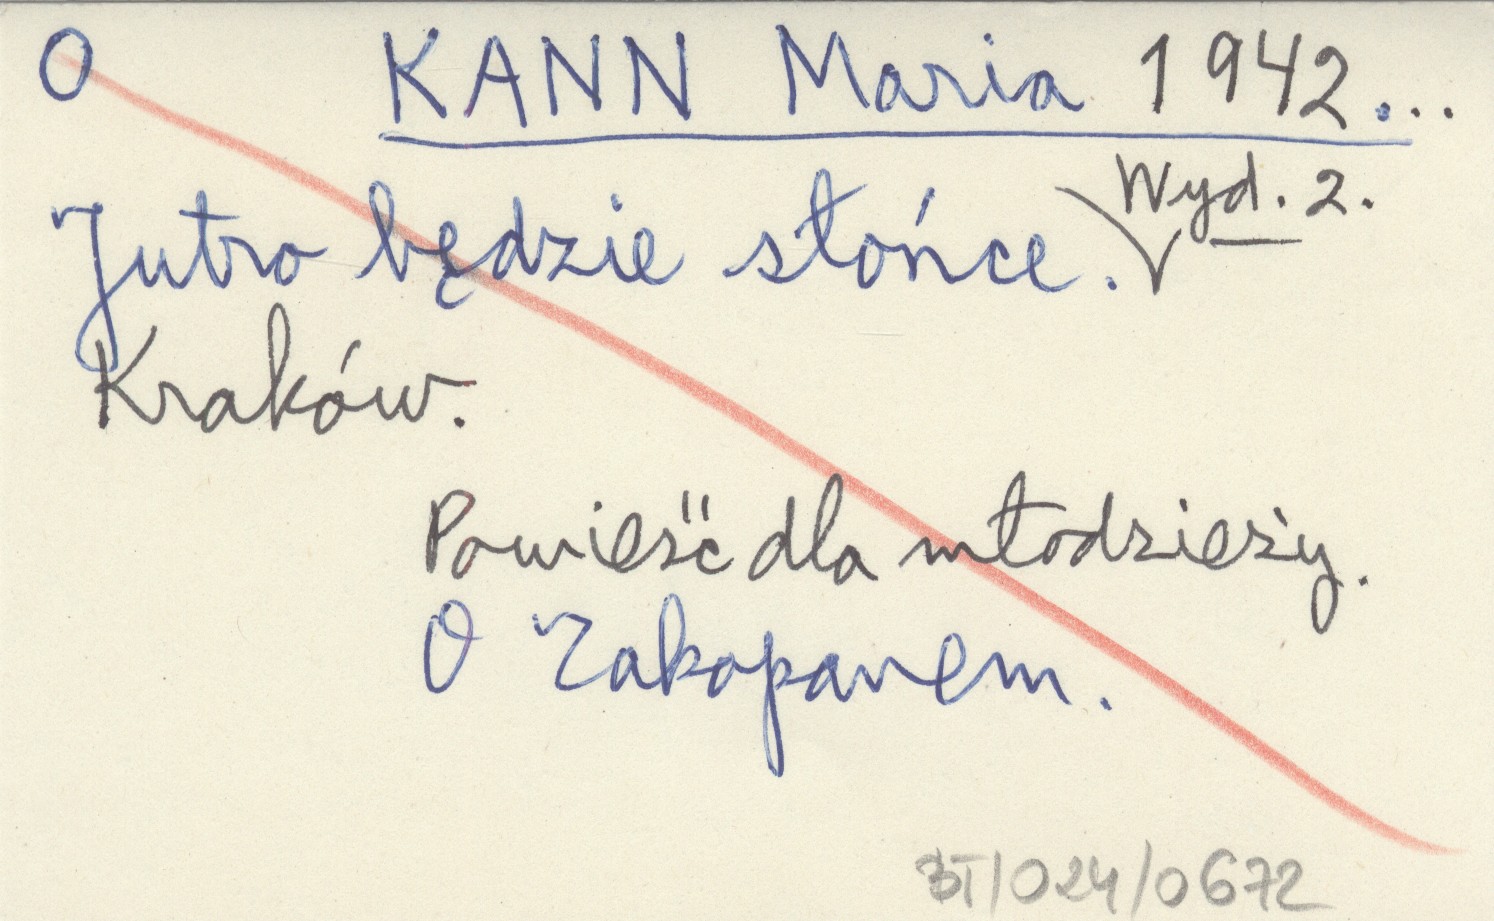 O KANN Maria 1942...
Wyd. 2.
Jutro będzie słońce.
Kraków.
Powieść dla młodzieży.
O Zakopanem.
BT/024/0672